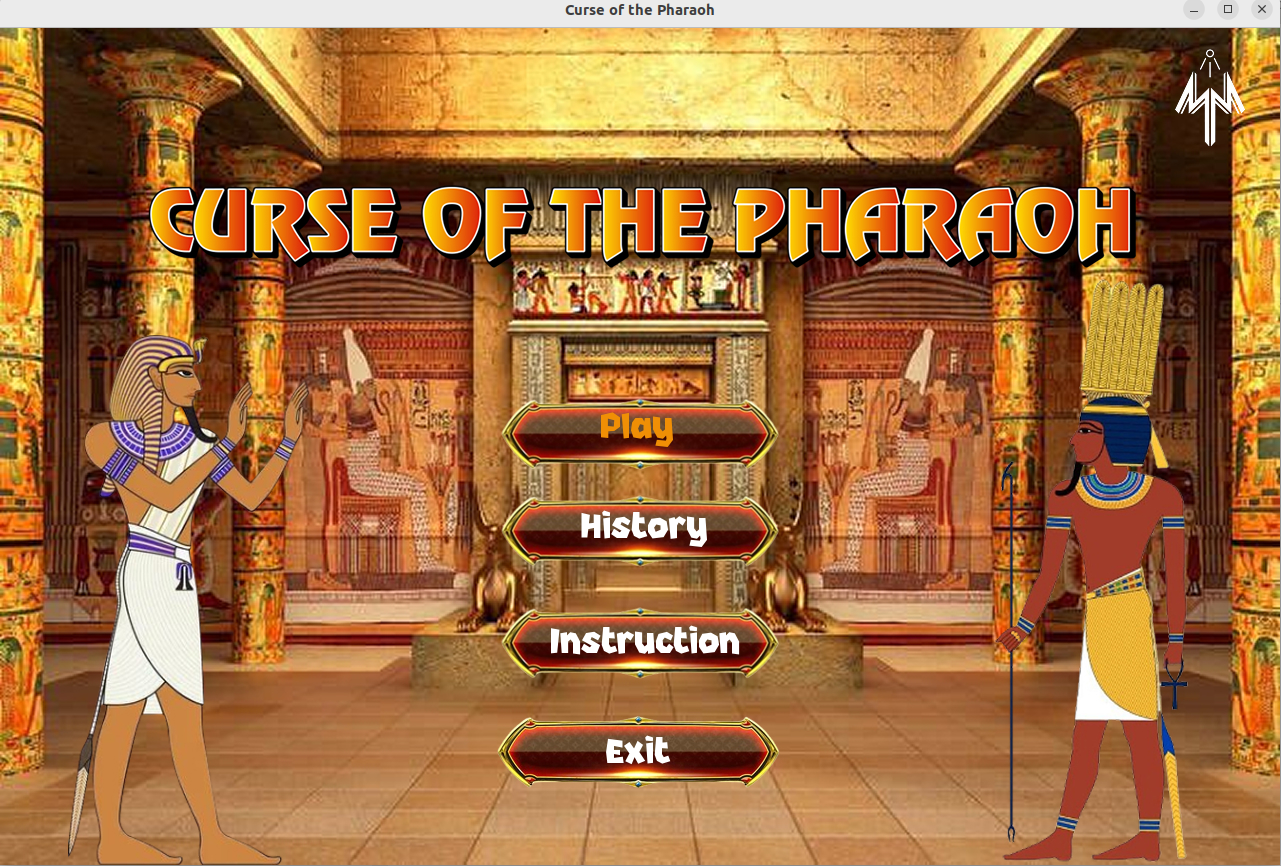 Curse of the Pharaoh
CURSE OF THE PHARAOH
Play
History
Instruction
Exit